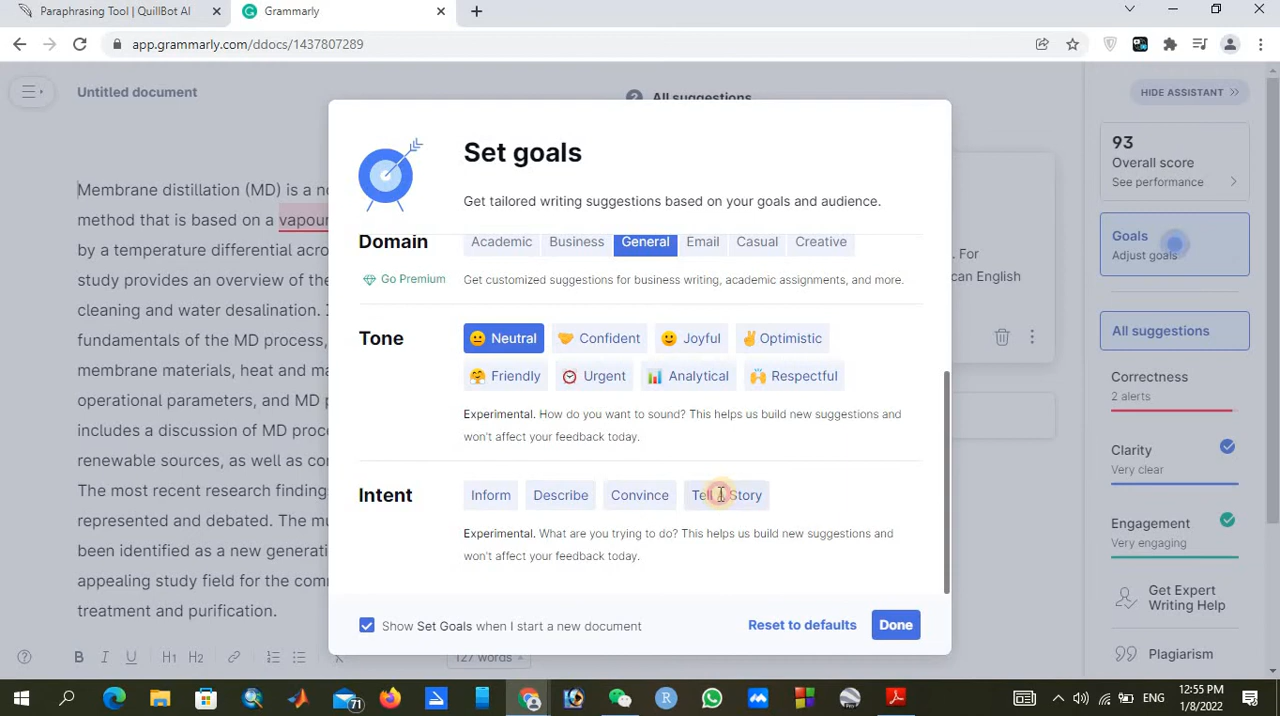 Paraphrasing Tool | QuillBot AI
Grammarly
app.grammarly.com/ddocs/1437807289
Untitled document
All suggestions
HIDE ASSISTANT
Membrane distillation (MD) is a
method that is based on a vapour
by a temperature differential
study provides an overview of the
cleaning and water desalination.
fundamentals of the MD process,
membrane materials, heat and
operational parameters, and MD
includes a discussion of MD
renewable sources, as well as
The most recent research
represented and debated. The
been identified as a new
appealing study field for the
treatment and purification.
For
English
Set goals
Get tailored writing suggestions based on your goals and audience.
Domain
Academic Business General Email Casual Creative
Go Premium
Get customized suggestions for business writing, academic assignments, and more.
Tone
😐 Neutral 🤝 Confident 🙂 Joyful ✌ Optimistic
🤗 Friendly ⏰ Urgent 📊 Analytical 🙌 Respectful
Experimental. How do you want to sound? This helps us build new suggestions and
won't affect your feedback today.
Intent
Inform Describe Convince Tell Story
Experimental. What are you trying to do? This helps us build new suggestions and
won't affect your feedback today.
Show Set Goals when I start a new document
Reset to defaults
Done
93
Overall score
See performance
Goals
Adjust goals
All suggestions
Correctness
2 alerts
Clarity
Very clear
Engagement
Very engaging
Get Expert
Writing Help
Plagiarism
B I U H1 H2
127 words
71
ENG
12:55 PM
1/8/2022